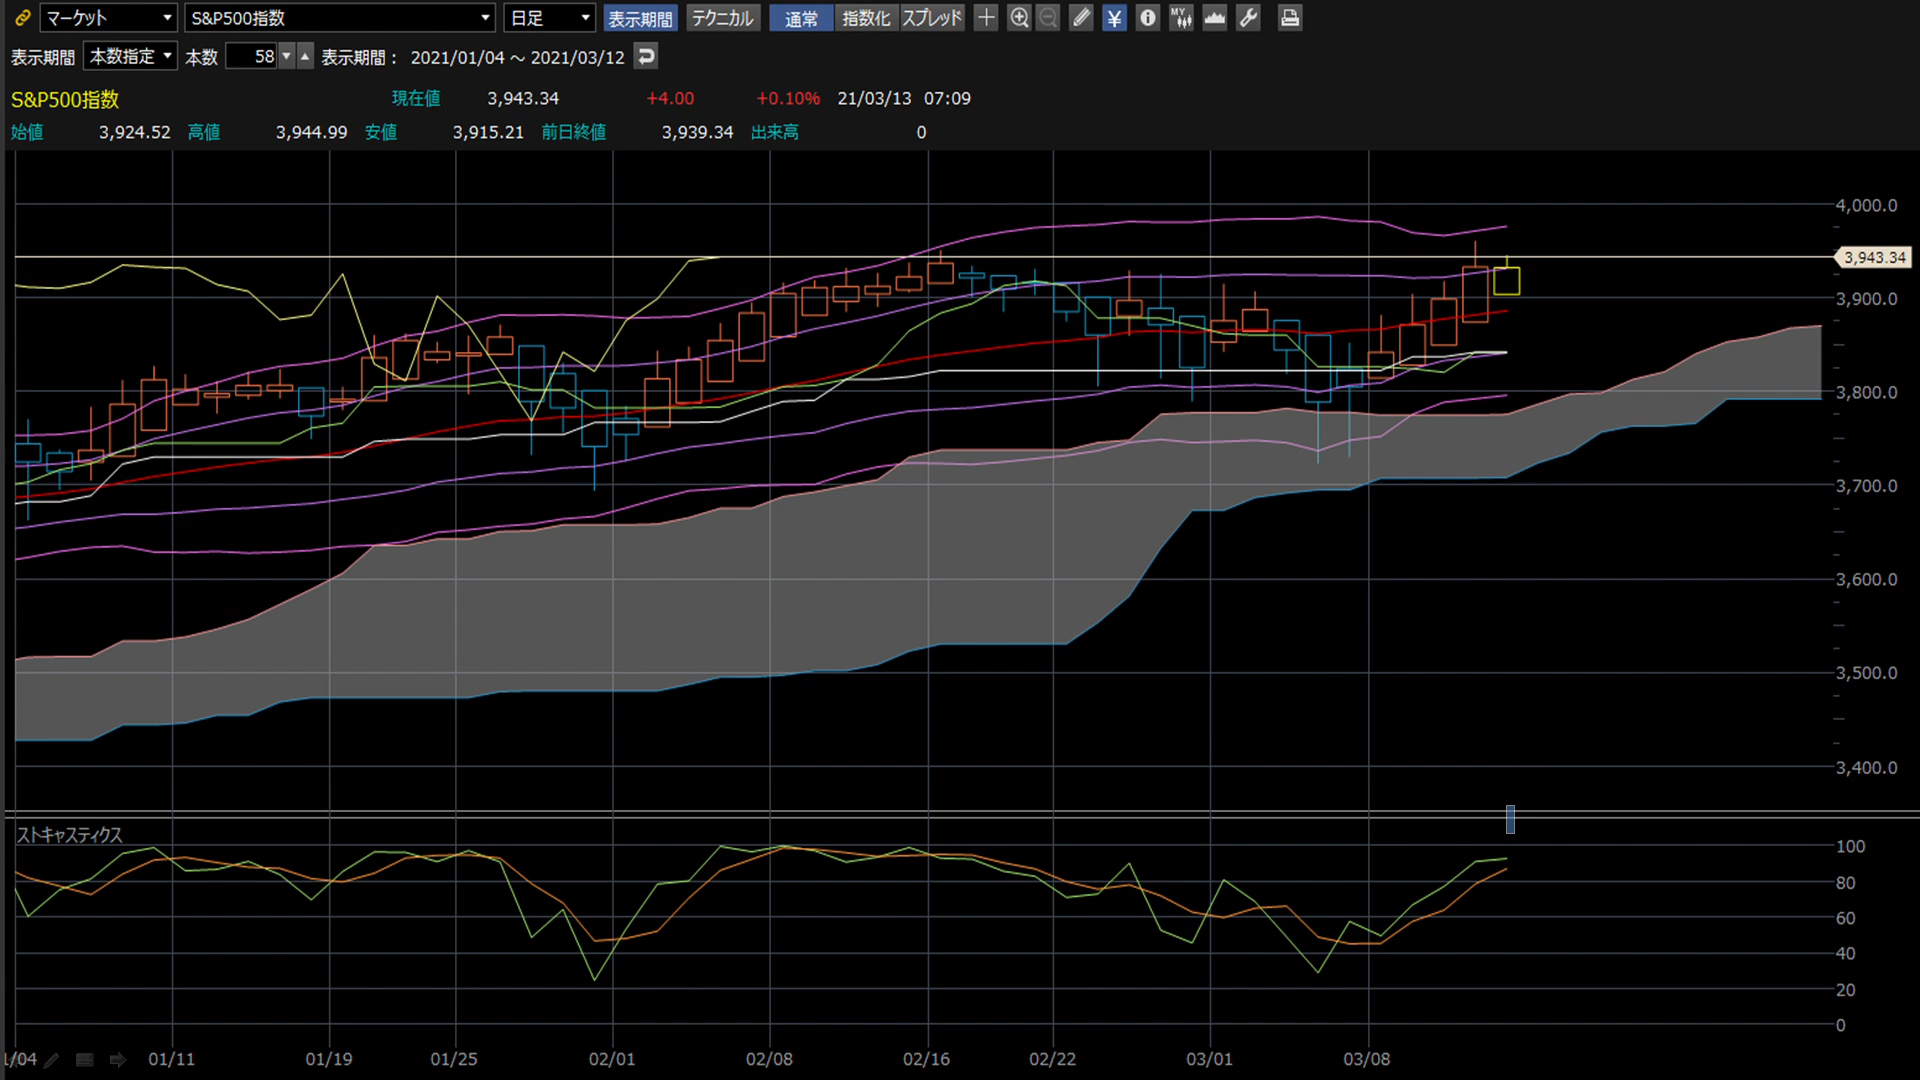 マーケット S&P500指数 日足 表示期間 テクニカル 通常 指数化 スプレッド ¥ MY
表示期間 本数指定 本数 58 表示期間： 2021/01/04 ～ 2021/03/12
S&P500指数 現在値 3,943.34 +4.00 +0.10% 21/03/13 07:09
始値 3,924.52 高値 3,944.99 安値 3,915.21 前日終値 3,939.34 出来高 0
4,000.0
3,943.34
3,900.0
3,800.0
3,700.0
3,600.0
3,500.0
3,400.0
ストキャスティクス
100
80
60
40
20
0
/04 01/11 01/19 01/25 02/01 02/08 02/16 02/22 03/01 03/08